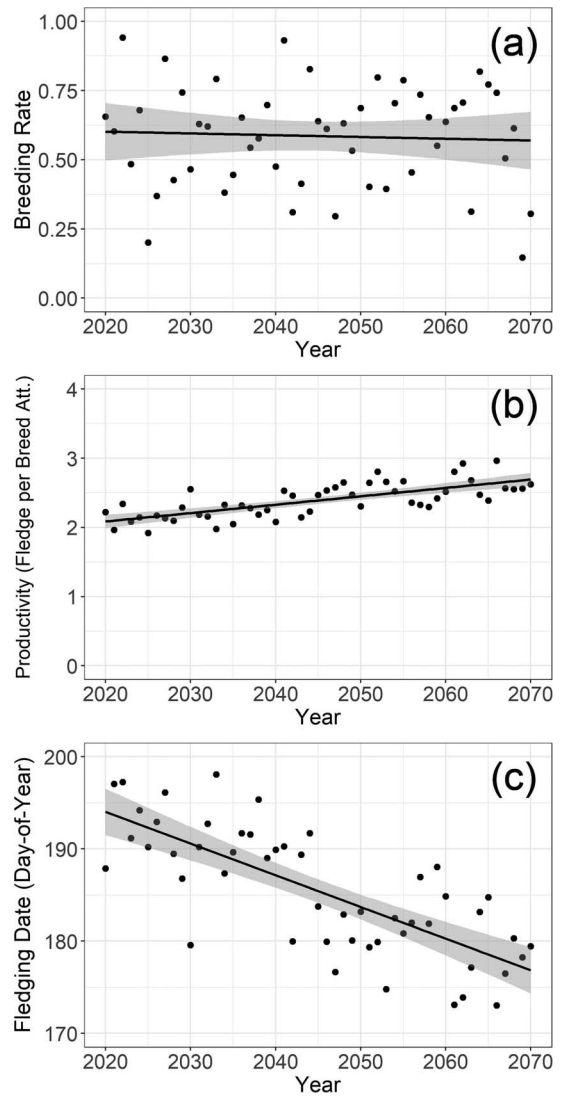 (a)
Breeding Rate
1.00
0.75
0.50
0.25
0.00
2020 2030 2040 2050 2060 2070
Year
(b)
Productivity (Fledge per Breed Att.)
4
3
2
1
0
2020 2030 2040 2050 2060 2070
Year
(c)
Fledging Date (Day-of-Year)
200
190
180
170
2020 2030 2040 2050 2060 2070
Year